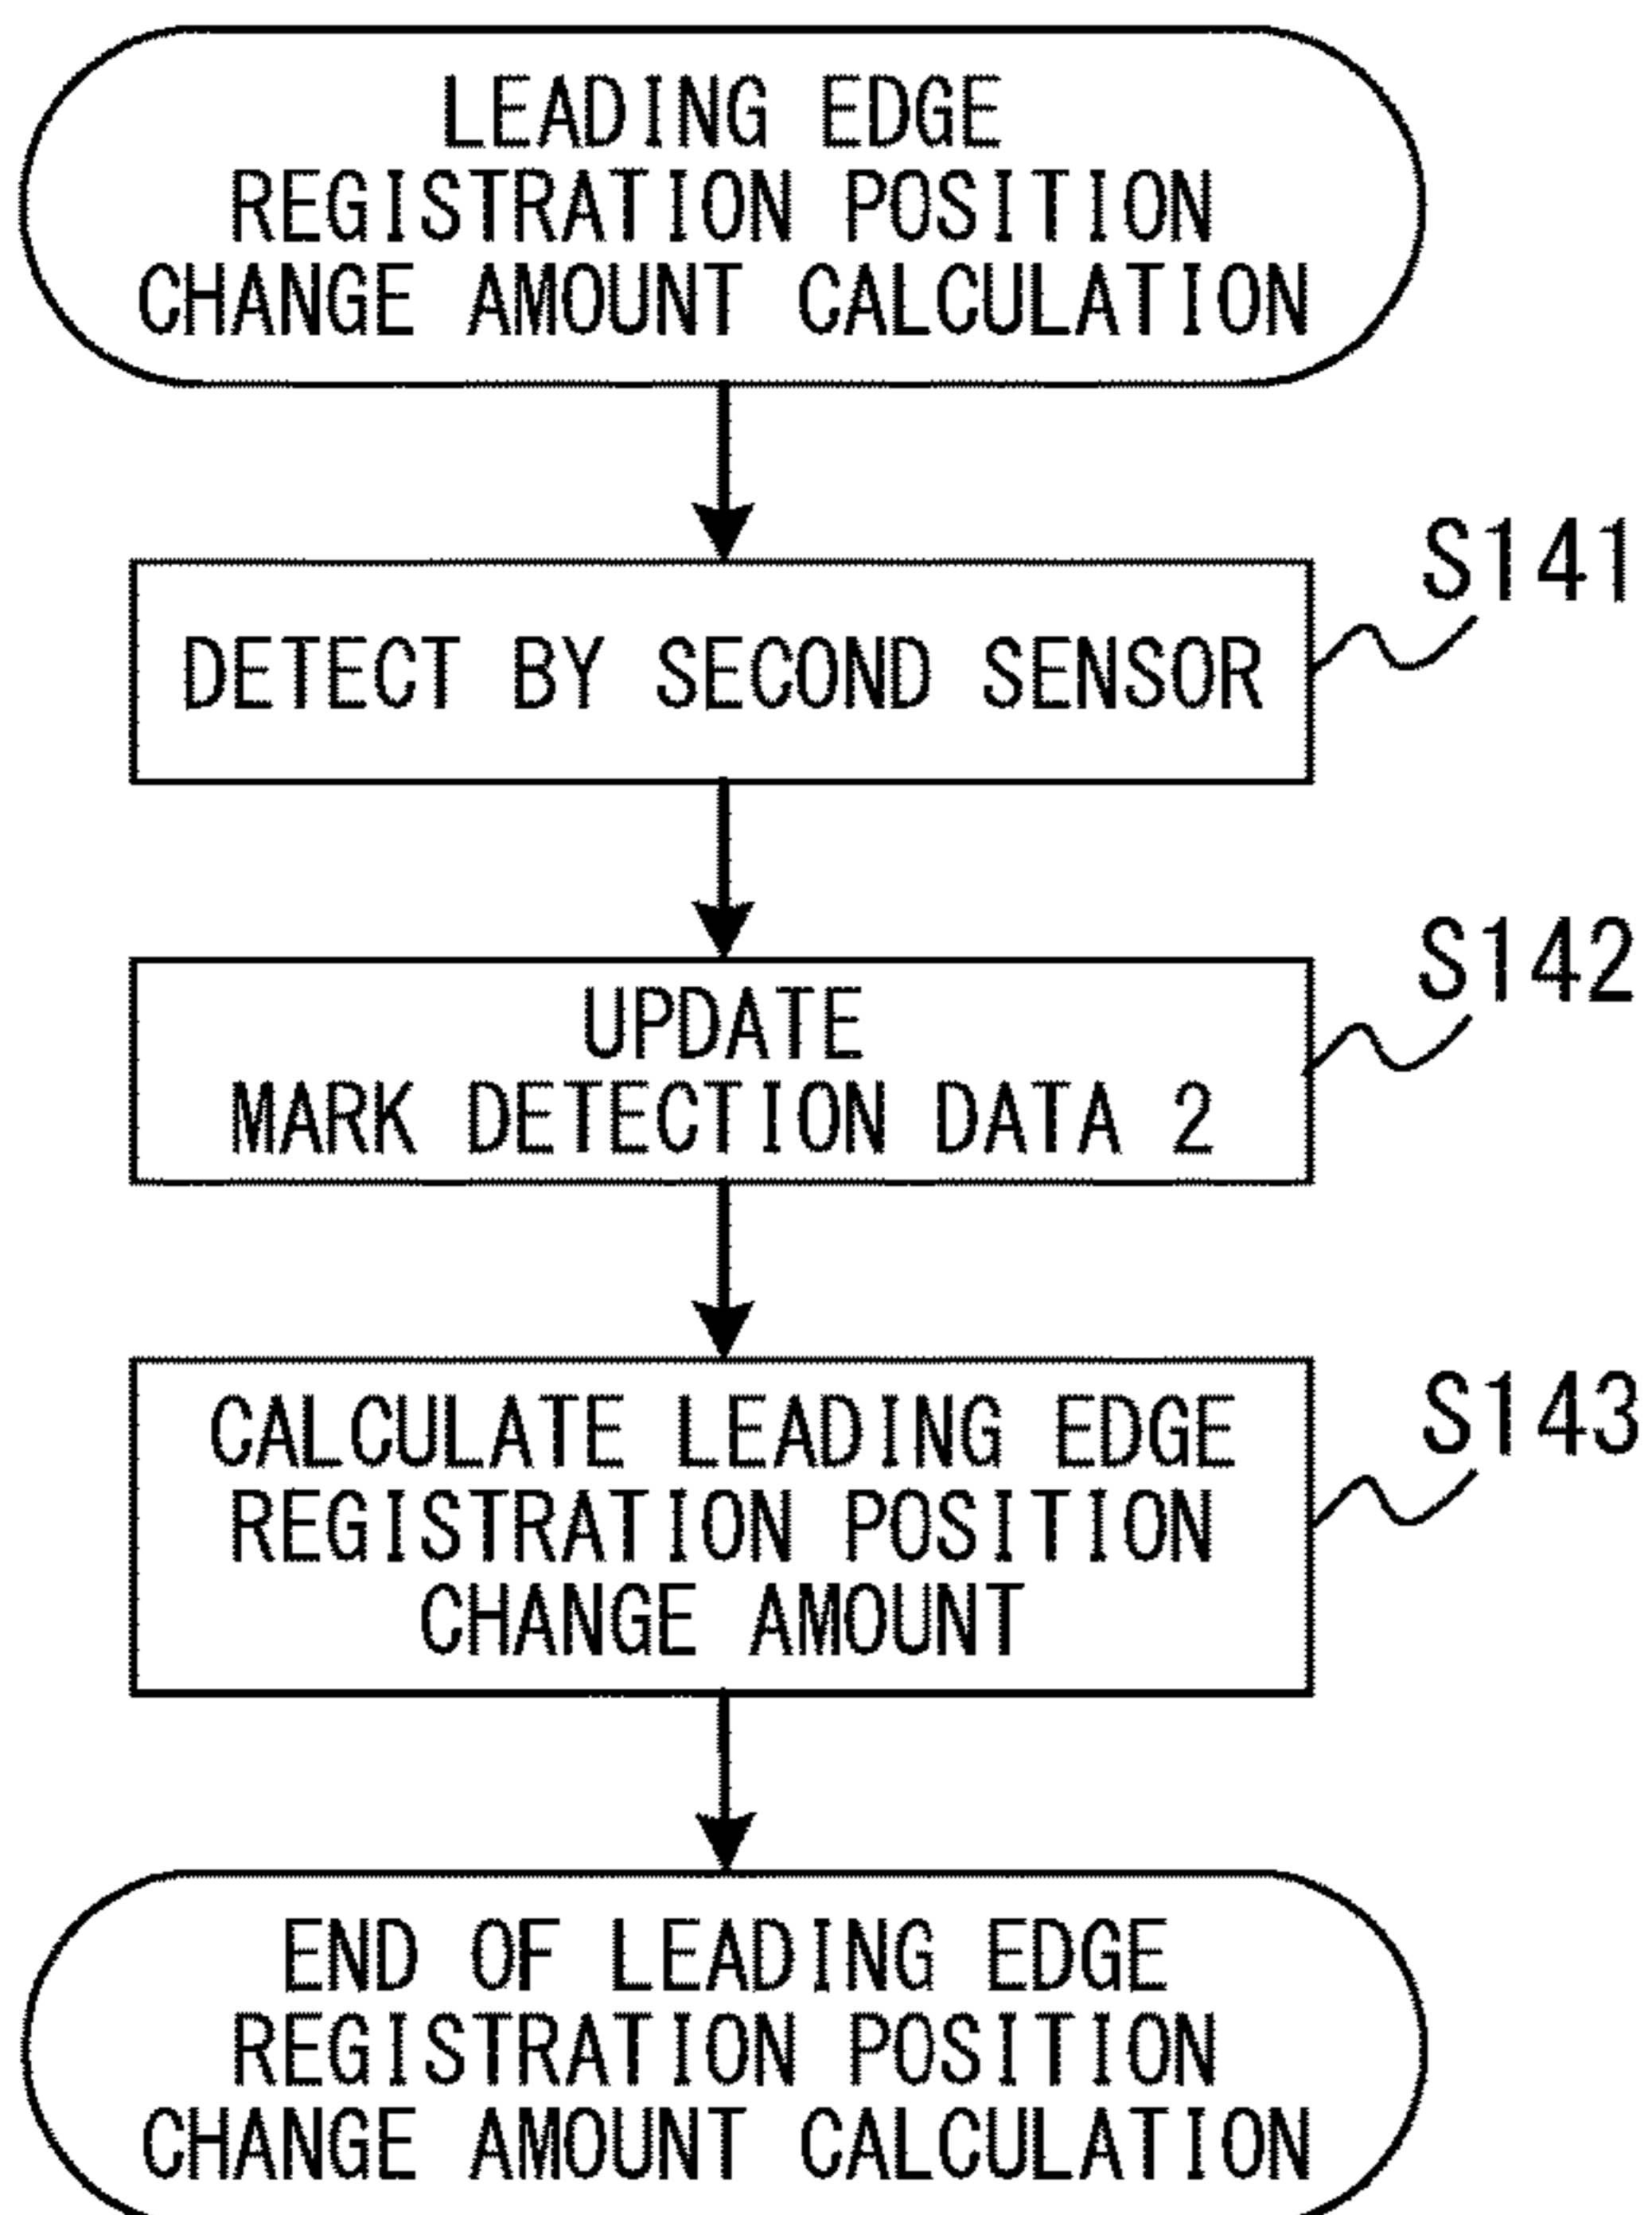 LEADING EDGE
REGISTRATION POSITION
CHANGE AMOUNT CALCULATION
S141
DETECT BY SECOND SENSOR
S142
UPDATE
MARK DETECTION DATA 2
S143
CALCULATE LEADING EDGE
REGISTRATION POSITION
CHANGE AMOUNT
END OF LEADING EDGE
REGISTRATION POSITION
CHANGE AMOUNT CALCULATION